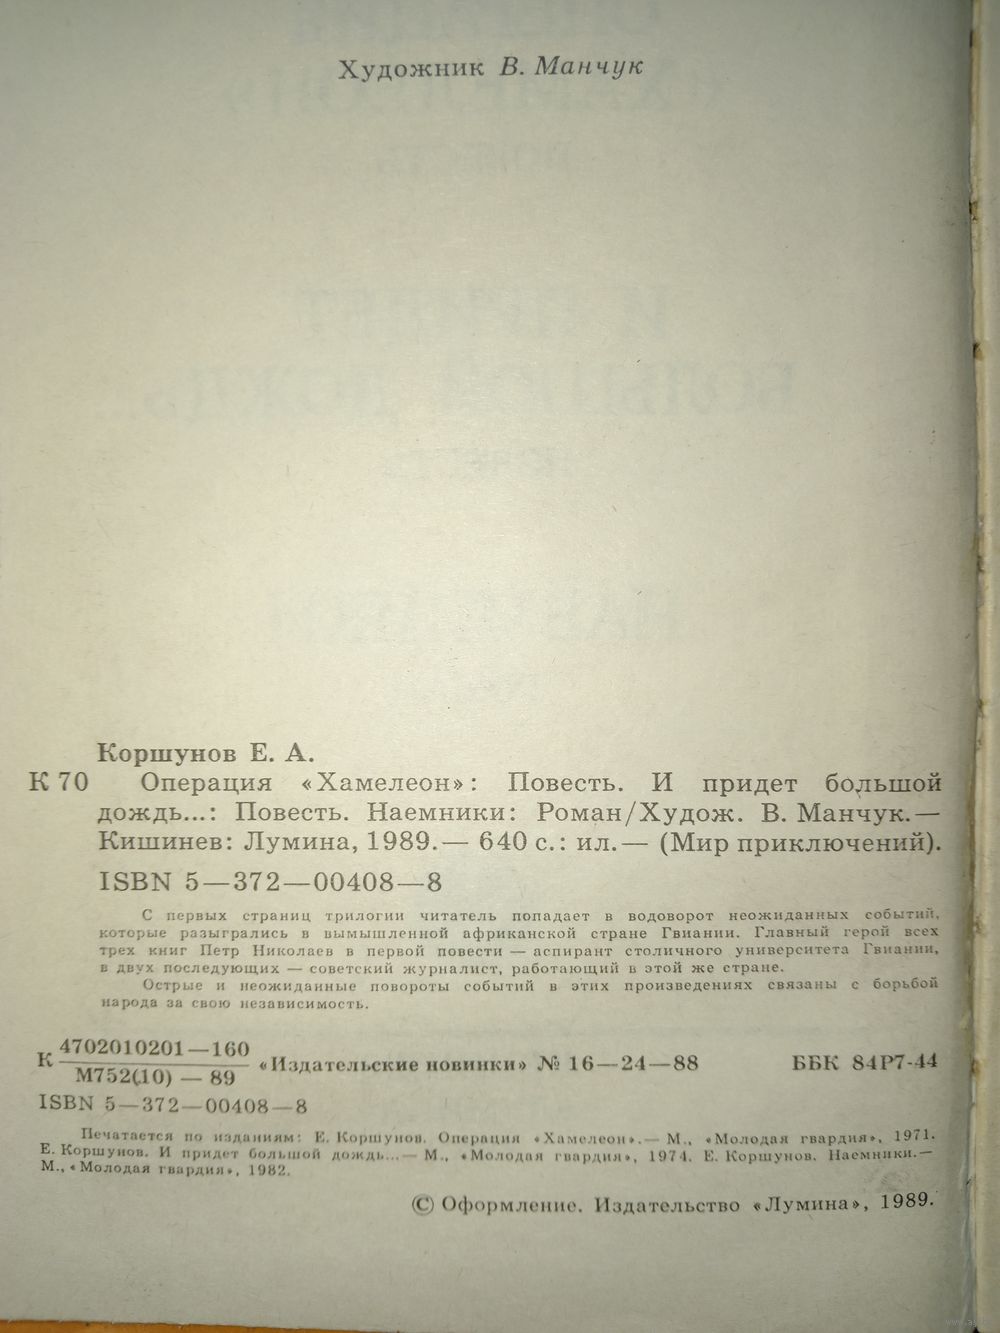 Художник В. Манчук
Коршунов Е. А.
К 70 Операция «Хамелеон»: Повесть. И придет большой
дождь...: Повесть. Наемники: Роман/Худож. В. Манчук.—
Кишинев: Лумина, 1989.— 640 с.: ил.— (Мир приключений).
ISBN 5—372—00408—8
С первых страниц трилогии читатель попадает в водоворот неожиданных событий,
которые разыгрались в вымышленной африканской стране Гвиании. Главный герой всех
трех книг Петр Николаев в первой повести — аспирант столичного университета Гвиании,
в двух последующих — советский журналист, работающий в этой же стране.
Острые и неожиданные повороты событий в этих произведениях связаны с борьбой
народа за свою независимость.
К 4702010201—160
М752(10) — 89 «Издательские новинки» № 16—24—88 ББК 84Р7-44
ISBN 5—372—00408—8
Печатается по изданиям: Е. Коршунов. Операция «Хамелеон».— М., «Молодая гвардия», 1971.
Е. Коршунов. И придет большой дождь...— М., «Молодая гвардия», 1974. Е. Коршунов. Наемники.—
М., «Молодая гвардия», 1982.
© Оформление. Издательство «Лумина», 1989.